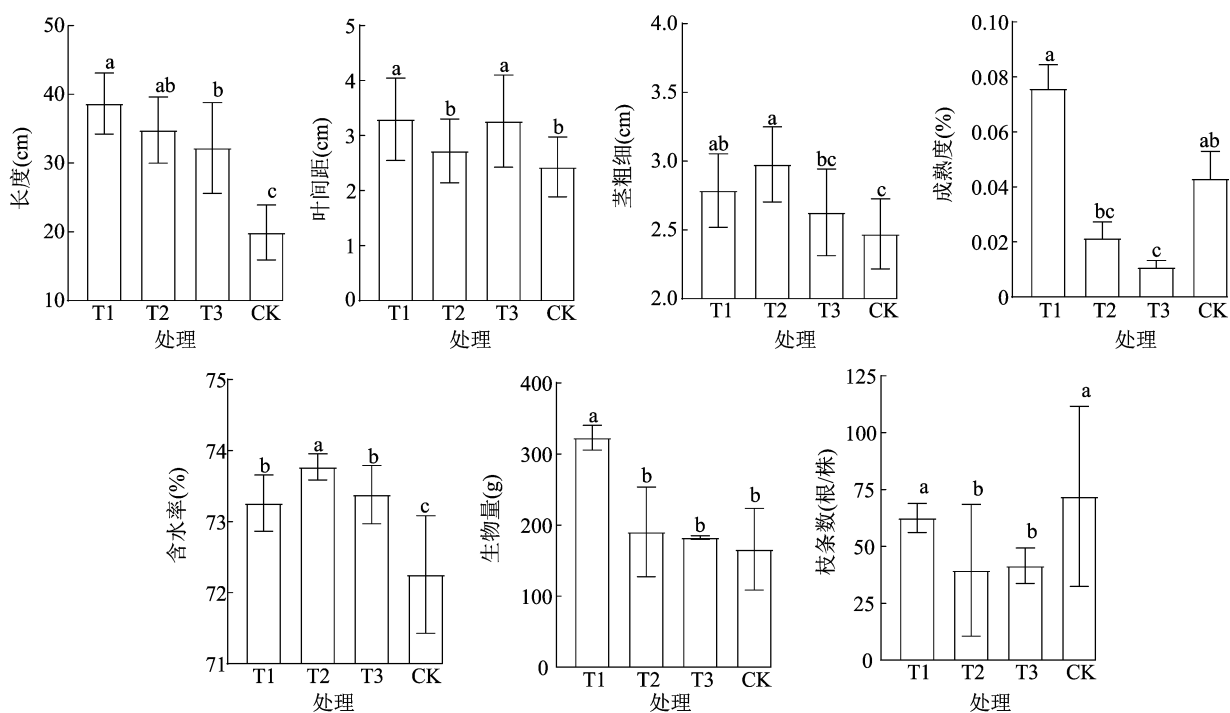 长度(cm)
50
40
30
20
10
a
ab
b
c
T1 T2 T3 CK
处理
叶间距(cm)
5
4
3
2
1
0
a
b
a
b
T1 T2 T3 CK
处理
茎粗细(cm)
4.0
3.5
3.0
2.5
2.0
ab
a
bc
c
T1 T2 T3 CK
处理
成熟度(%)
0.10
0.08
0.06
0.04
0.02
0
a
bc
c
ab
T1 T2 T3 CK
处理
含水率(%)
75
74
73
72
71
b
a
b
c
T1 T2 T3 CK
处理
生物量(g)
400
300
200
100
0
a
b
b
b
T1 T2 T3 CK
处理
枝条数(根/株)
125
100
75
50
25
0
a
b
b
a
T1 T2 T3 CK
处理